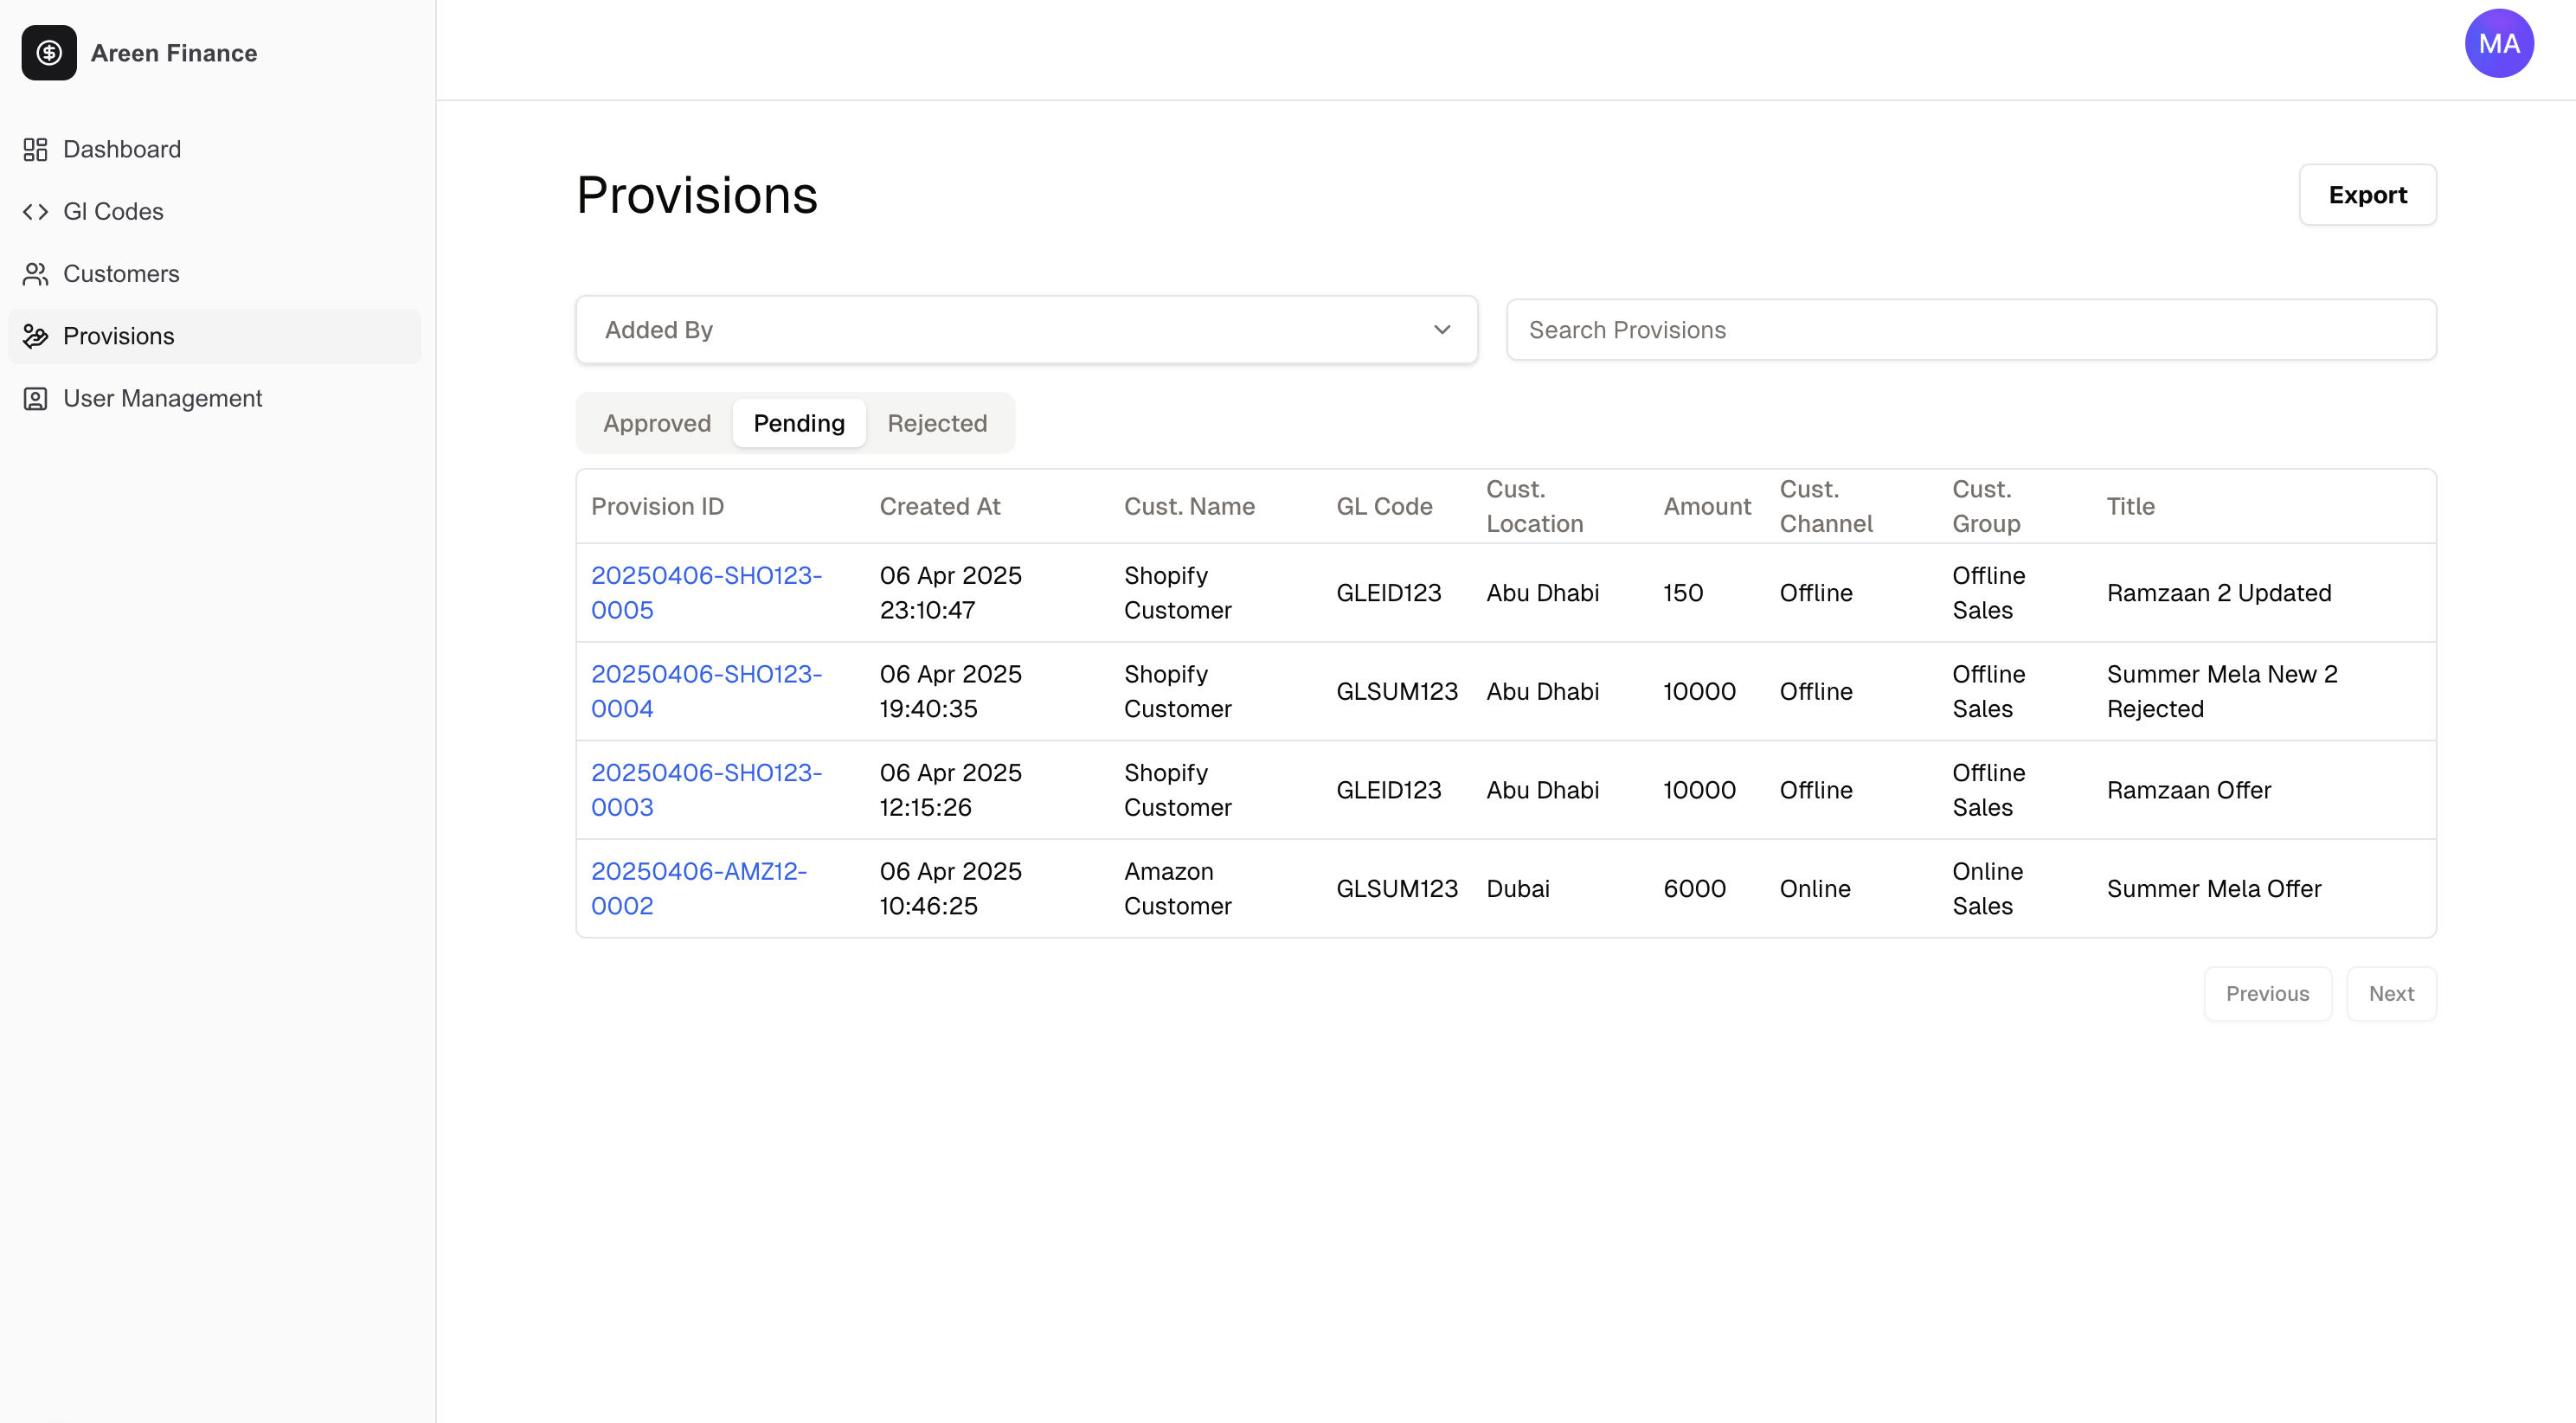 Areen Finance
MA
Dashboard
Gl Codes
Customers
Provisions
User Management
Provisions
Export
Added By
Search Provisions
Approved Pending Rejected
Provision ID Created At Cust. Name GL Code Cust. Location Amount Cust. Channel Cust. Group Title
20250406-SHO123-0005 06 Apr 2025 23:10:47 Shopify Customer GLEID123 Abu Dhabi 150 Offline Offline Sales Ramzaan 2 Updated
20250406-SHO123-0004 06 Apr 2025 19:40:35 Shopify Customer GLSUM123 Abu Dhabi 10000 Offline Offline Sales Summer Mela New 2 Rejected
20250406-SHO123-0003 06 Apr 2025 12:15:26 Shopify Customer GLEID123 Abu Dhabi 10000 Offline Offline Sales Ramzaan Offer
20250406-AMZ12-0002 06 Apr 2025 10:46:25 Amazon Customer GLSUM123 Dubai 6000 Online Online Sales Summer Mela Offer
Previous Next